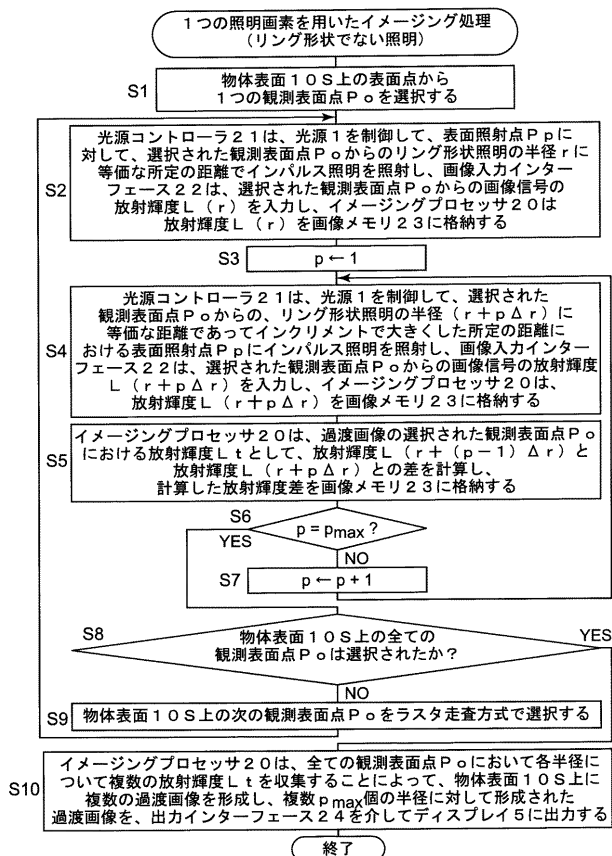 1つの照明画素を用いたイメージング処理
(リング形状でない照明)
S1
物体表面10S上の表面点から
1つの観測表面点Poを選択する
S2
光源コントローラ21は、光源1を制御して、表面照射点Ppに
対して、選択された観測表面点Poからのリング形状照明の半径rに
等価な所定の距離でインパルス照明を照射し、画像入力インター
フェース22は、選択された観測表面点Poからの画像信号の
放射輝度L(r)を入力し、イメージングプロセッサ20は
放射輝度L(r)を画像メモリ23に格納する
S3
p←1
S4
光源コントローラ21は、光源1を制御して、選択された
観測表面点Poからの、リング形状照明の半径(r+pΔr)に
等価な距離であってインクリメントで大きくした所定の距離に
おける表面照射点Ppにインパルス照明を照射し、画像入力インター
フェース22は、選択された観測表面点Poからの画像信号の放射輝度
L(r+pΔr)を入力し、イメージングプロセッサ20は、
放射輝度L(r+pΔr)を画像メモリ23に格納する
S5
イメージングプロセッサ20は、過渡画像の選択された観測表面点Po
における放射輝度Ltとして、放射輝度L(r+(p-1)Δr)と
放射輝度L(r+pΔr)との差を計算し、
計算した放射輝度差を画像メモリ23に格納する
S6
p=pmax?
YES
NO
S7
p←p+1
S8
物体表面10S上の全ての
観測表面点Poは選択されたか?
YES
NO
S9
物体表面10S上の次の観測表面点Poをラスタ走査方式で選択する
S10
イメージングプロセッサ20は、全ての観測表面点Poにおいて各半径に
ついて複数の放射輝度Ltを収集することによって、物体表面10S上に
複数の過渡画像を形成し、複数pmax個の半径に対して形成された
過渡画像を、出力インターフェース24を介してディスプレイ5に出力する
終了